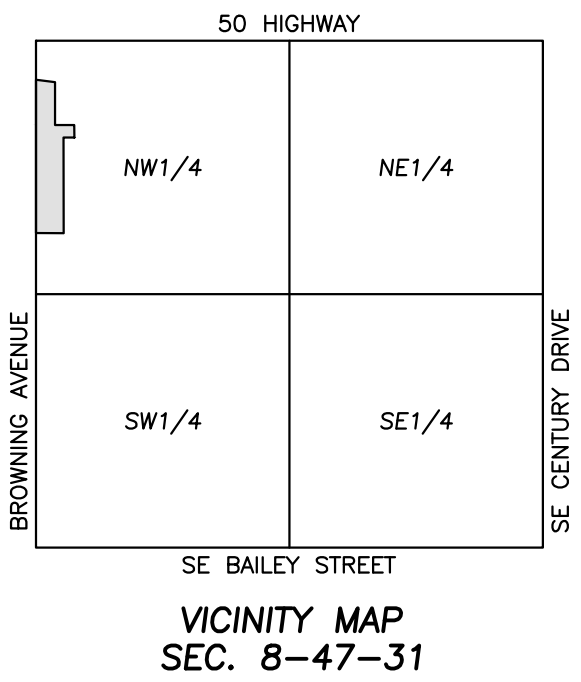 50 HIGHWAY
NW1/4
NE1/4
BROWNING AVENUE
SE CENTURY DRIVE
SW1/4
SE1/4
SE BAILEY STREET
VICINITY MAP
SEC. 8-47-31